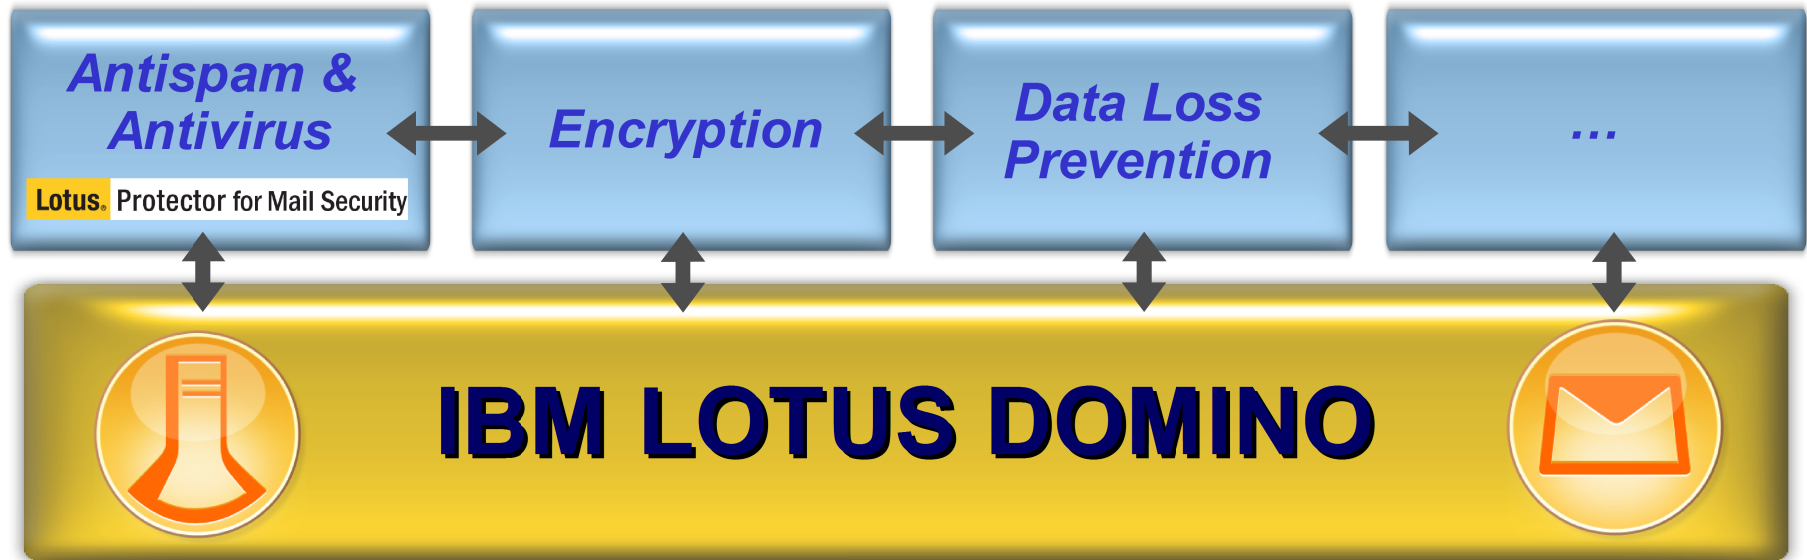 Antispam &
Antivirus
Lotus® Protector for Mail Security
Encryption
Data Loss
Prevention
...
IBM LOTUS DOMINO